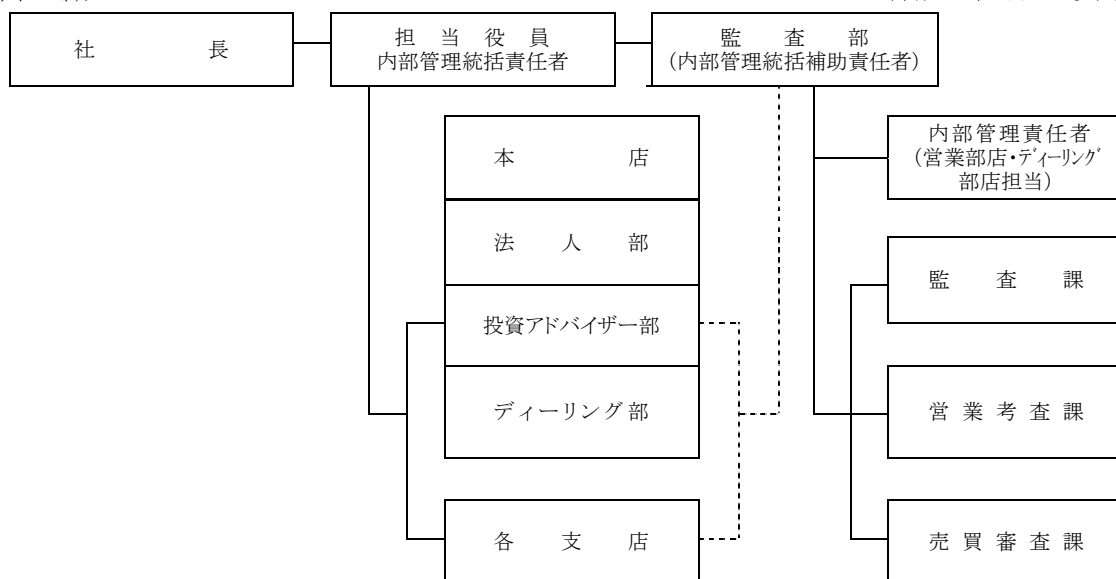 社長
担当役員
内部管理統括責任者
監査部
(内部管理統括補助責任者)
本店
内部管理責任者
(営業部店・ディーリング
部店担当)
法人部
監査課
投資アドバイザー部
ディーリング部
営業考査課
各支店
売買審査課